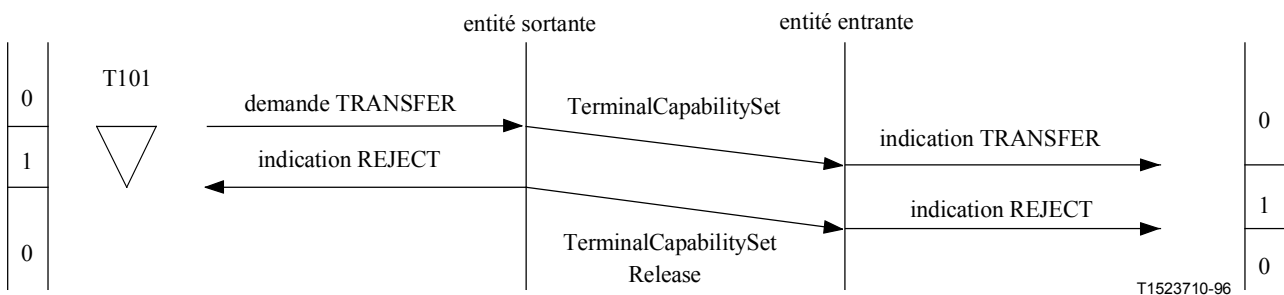 entité sortante
entité entrante
T101
0
demande TRANSFER
TerminalCapabilitySet
0
1
indication REJECT
indication TRANSFER
1
indication REJECT
0
TerminalCapabilitySet
Release
0
T1523710-96